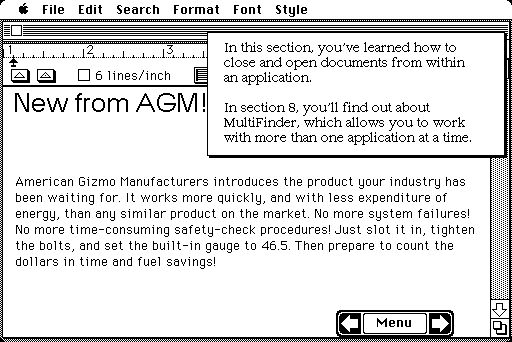 File Edit Search Format Font Style
In this section, you've learned how to
close and open documents from within
an application.
In section 8, you'll find out about
MultiFinder, which allows you to work
with more than one application at a time.
1 2 3
6 lines/inch
New from AGM!
American Gizmo Manufacturers introduces the product your industry has
been waiting for. It works more quickly, and with less expenditure of
energy, than any similar product on the market. No more system failures!
No more time-consuming safety-check procedures! Just slot it in, tighten
the bolts, and set the built-in gauge to 46.5. Then prepare to count the
dollars in time and fuel savings!
Menu